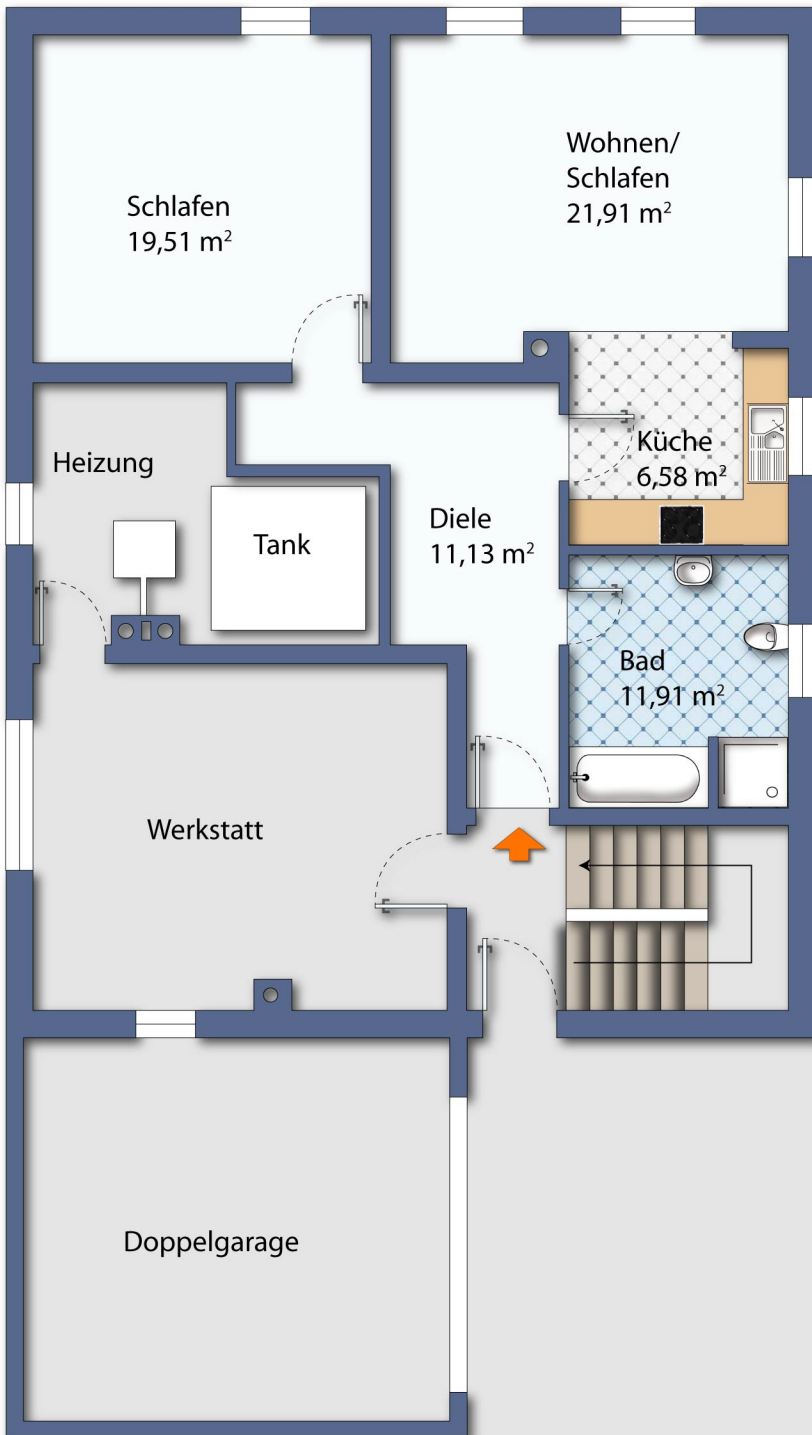 Schlafen
19,51 m²
Wohnen/
Schlafen
21,91 m²
Heizung
Tank
Diele
11,13 m²
Küche
6,58 m²
Bad
11,91 m²
Werkstatt
Doppelgarage